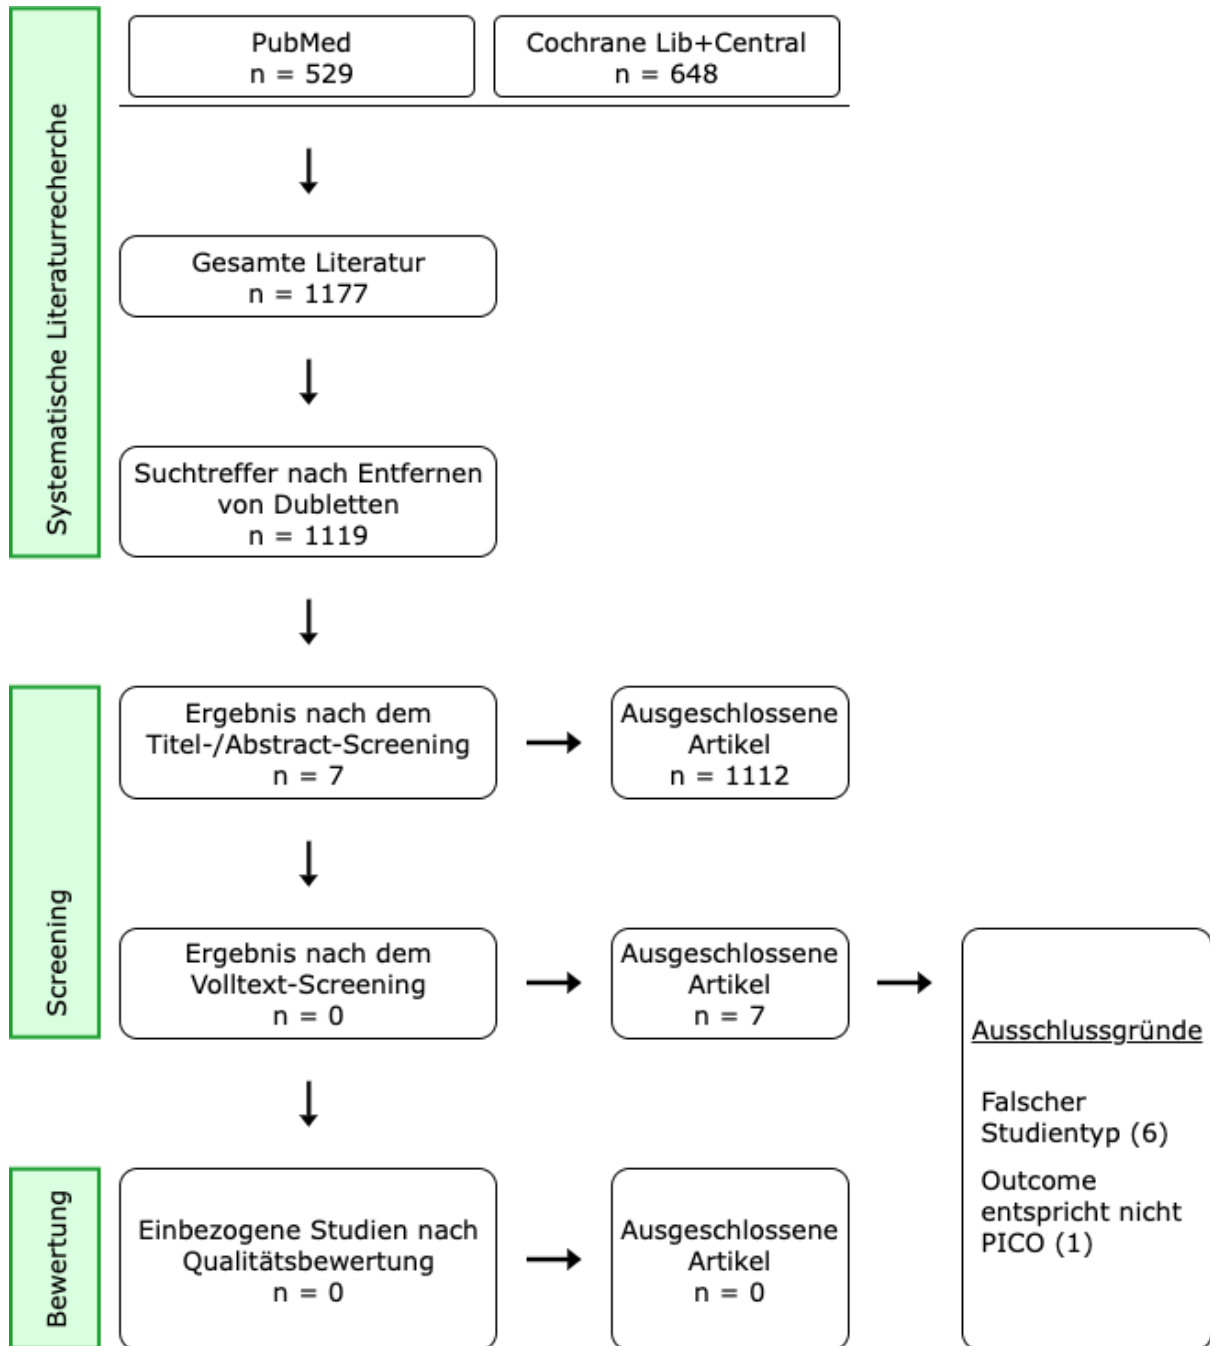 Systematische Literaturrecherche
PubMed
n = 529
Cochrane Lib+Central
n = 648
Gesamte Literatur
n = 1177
Suchtreffer nach Entfernen
von Dubletten
n = 1119
Screening
Ergebnis nach dem
Titel-/Abstract-Screening
n = 7
Ausgeschlossene
Artikel
n = 1112
Ergebnis nach dem
Volltext-Screening
n = 0
Ausgeschlossene
Artikel
n = 7
Ausschlussgründe
Falscher
Studientyp (6)
Outcome
entspricht nicht
PICO (1)
Bewertung
Einbezogene Studien nach
Qualitätsbewertung
n = 0
Ausgeschlossene
Artikel
n = 0